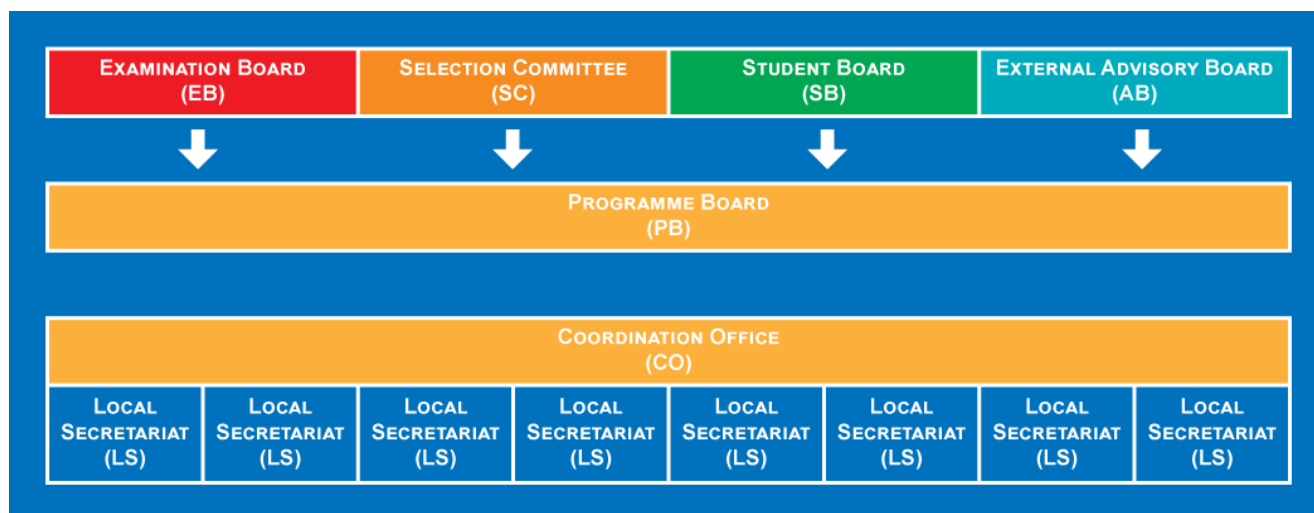 Examination Board
(EB)
Selection Committee
(SC)
Student Board
(SB)
External Advisory Board
(AB)
Programme Board
(PB)
Coordination Office
(CO)
Local
Secretariat
(LS)
Local
Secretariat
(LS)
Local
Secretariat
(LS)
Local
Secretariat
(LS)
Local
Secretariat
(LS)
Local
Secretariat
(LS)
Local
Secretariat
(LS)
Local
Secretariat
(LS)